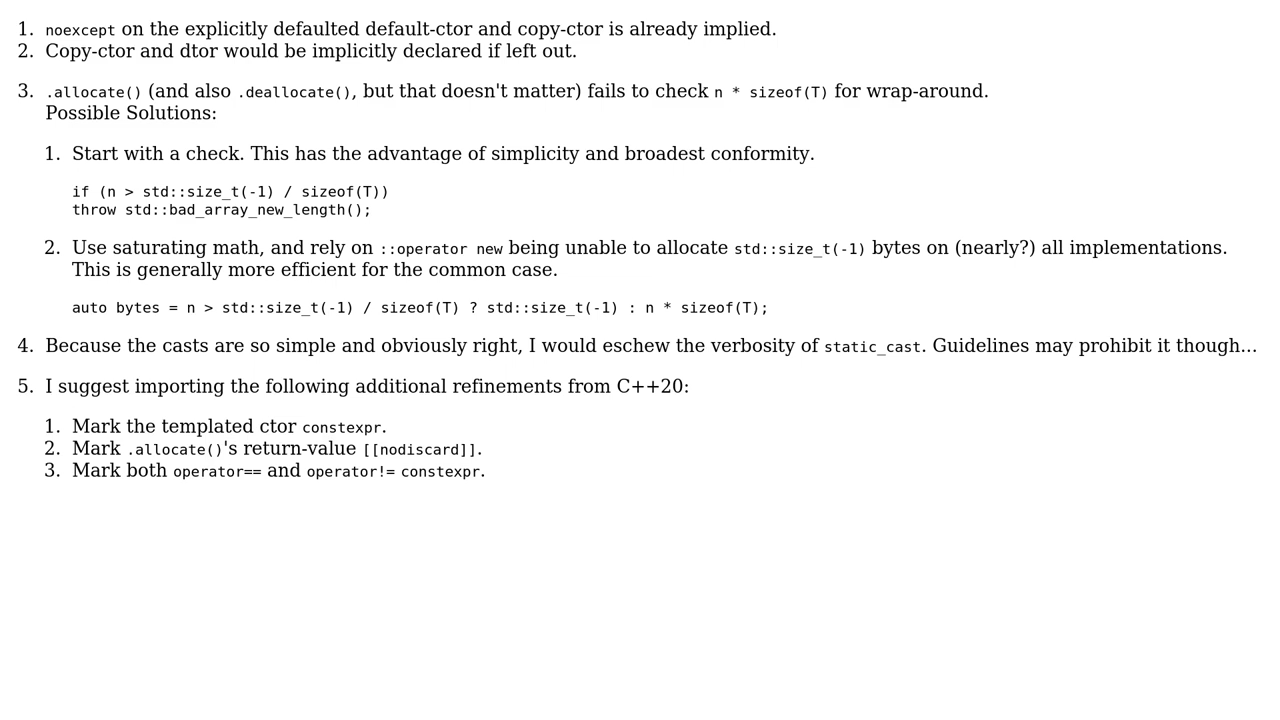 1. noexcept on the explicitly defaulted default-ctor and copy-ctor is already implied.
2. Copy-ctor and dtor would be implicitly declared if left out.
3. .allocate() (and also .deallocate(), but that doesn't matter) fails to check n * sizeof(T) for wrap-around.
Possible Solutions:
1. Start with a check. This has the advantage of simplicity and broadest conformity.
if (n > std::size_t(-1) / sizeof(T))
throw std::bad_array_new_length();
2. Use saturating math, and rely on ::operator new being unable to allocate std::size_t(-1) bytes on (nearly?) all implementations.
This is generally more efficient for the common case.
auto bytes = n > std::size_t(-1) / sizeof(T) ? std::size_t(-1) : n * sizeof(T);
4. Because the casts are so simple and obviously right, I would eschew the verbosity of static_cast. Guidelines may prohibit it though...
5. I suggest importing the following additional refinements from C++20:
1. Mark the templated ctor constexpr.
2. Mark .allocate()'s return-value [[nodiscard]].
3. Mark both operator== and operator!= constexpr.